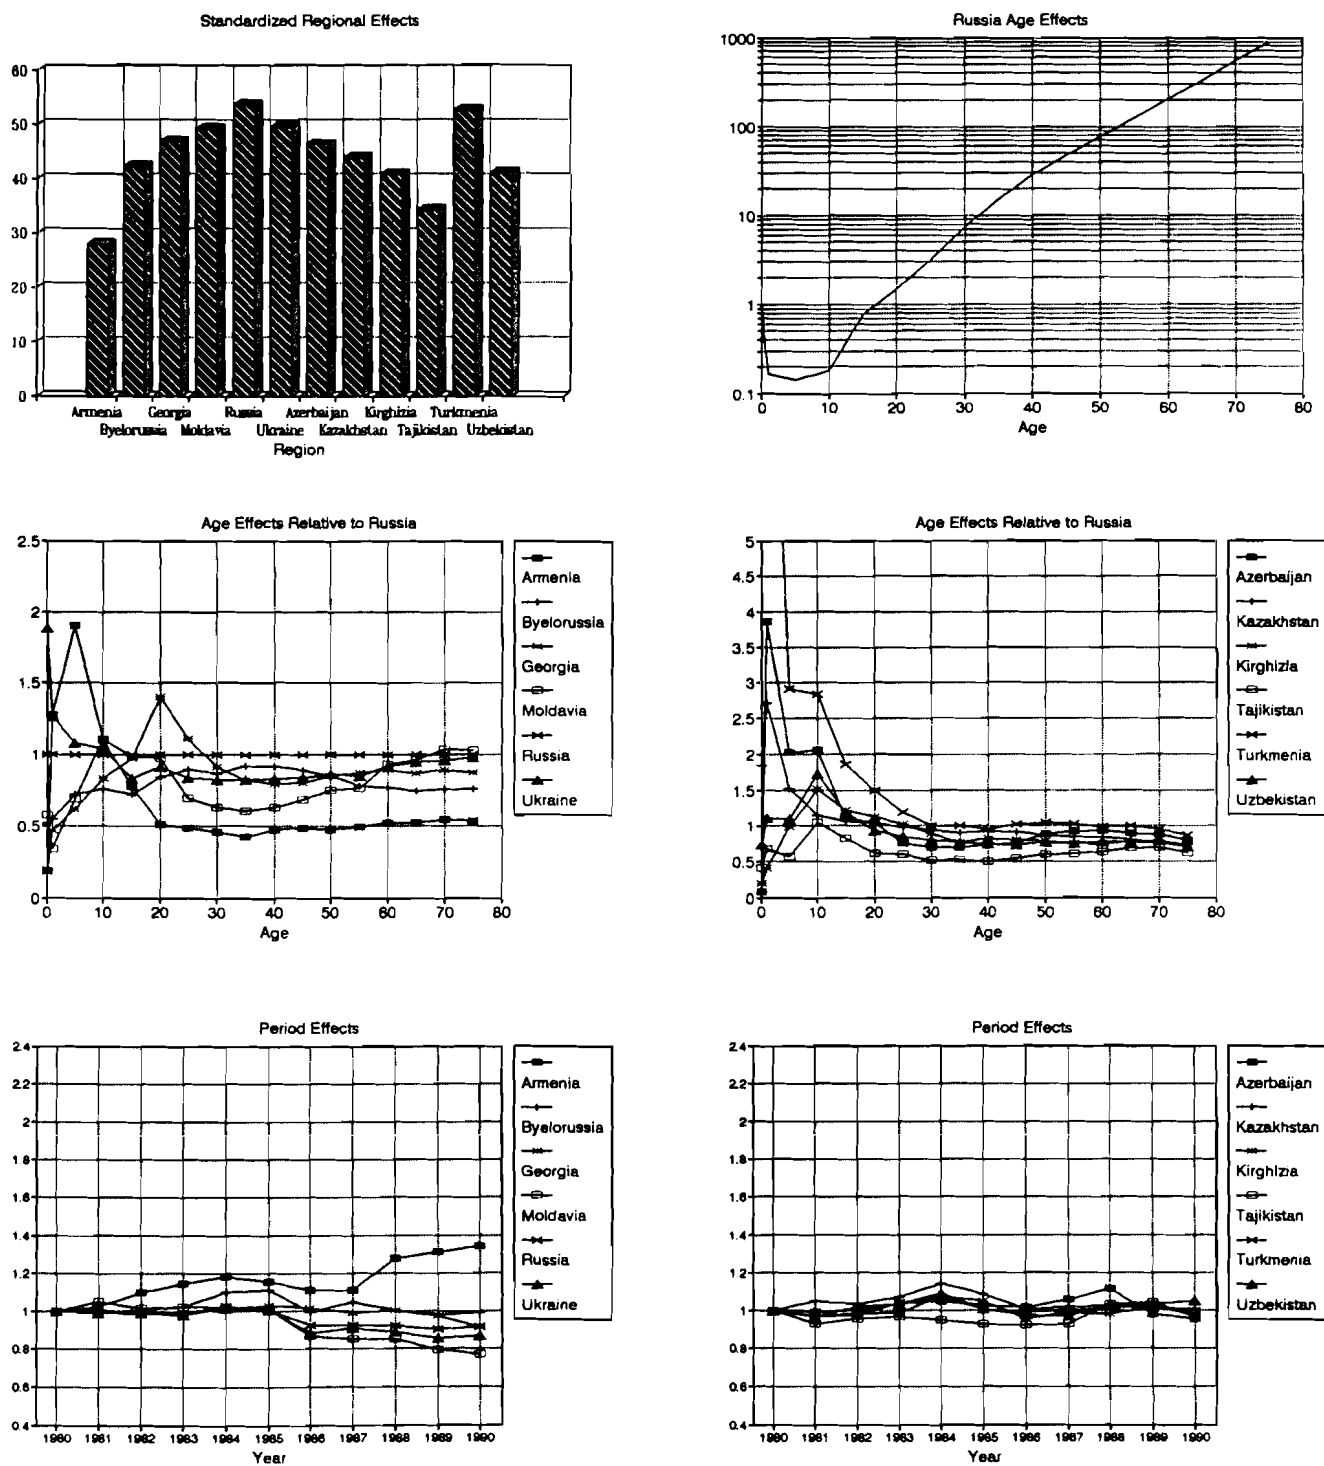 Standardized Regional Effects
60
50
40
30
20
10
0
Armenia Georgia Russia Azerbaijan Kirghizia Turkmenia
Byelorussia Moldavia Ukraine Kazakhstan Tajikistan Uzbekistan
Region
Russia Age Effects
1000
100
10
1
0.1
0 10 20 30 40 50 60 70 80
Age
Age Effects Relative to Russia
2.5
2
1.5
1
0.5
0
0 10 20 30 40 50 60 70 80
Age
Armenia
Byelorussia
Georgia
Moldavia
Russia
Ukraine
Age Effects Relative to Russia
5
4.5
4
3.5
3
2.5
2
1.5
1
0.5
0
0 10 20 30 40 50 60 70 80
Age
Azerbaijan
Kazakhstan
Kirghizia
Tajikistan
Turkmenia
Uzbekistan
Period Effects
2.4
2.2
2
1.8
1.6
1.4
1.2
1
0.8
0.6
0.4
1980 1981 1982 1983 1984 1985 1986 1987 1988 1989 1990
Year
Armenia
Byelorussia
Georgia
Moldavia
Russia
Ukraine
Period Effects
2.4
2.2
2
1.8
1.6
1.4
1.2
1
0.8
0.6
0.4
1980 1981 1982 1983 1984 1985 1986 1987 1988 1989 1990
Year
Azerbaijan
Kazakhstan
Kirghizia
Tajikistan
Turkmenia
Uzbekistan